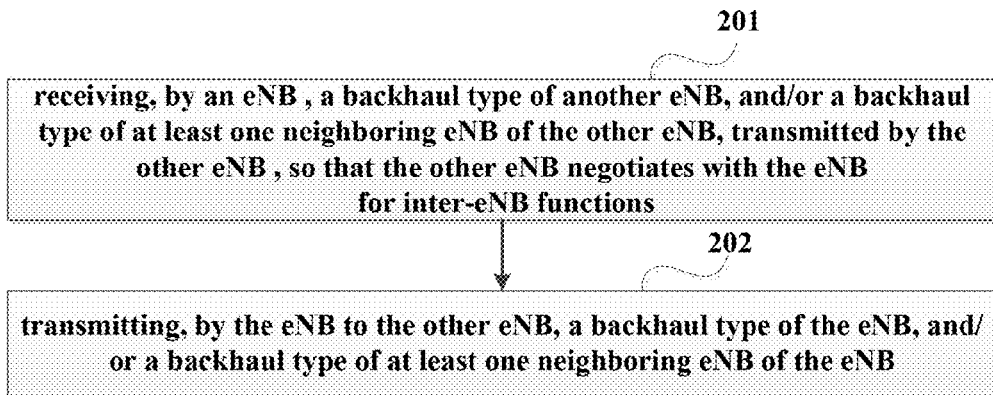 201
receiving, by an eNB , a backhaul type of another eNB, and/or a backhaul
type of at least one neighboring eNB of the other eNB, transmitted by the
other eNB , so that the other eNB negotiates with the eNB
for inter-eNB functions
202
transmitting, by the eNB to the other eNB, a backhaul type of the eNB, and/
or a backhaul type of at least one neighboring eNB of the eNB